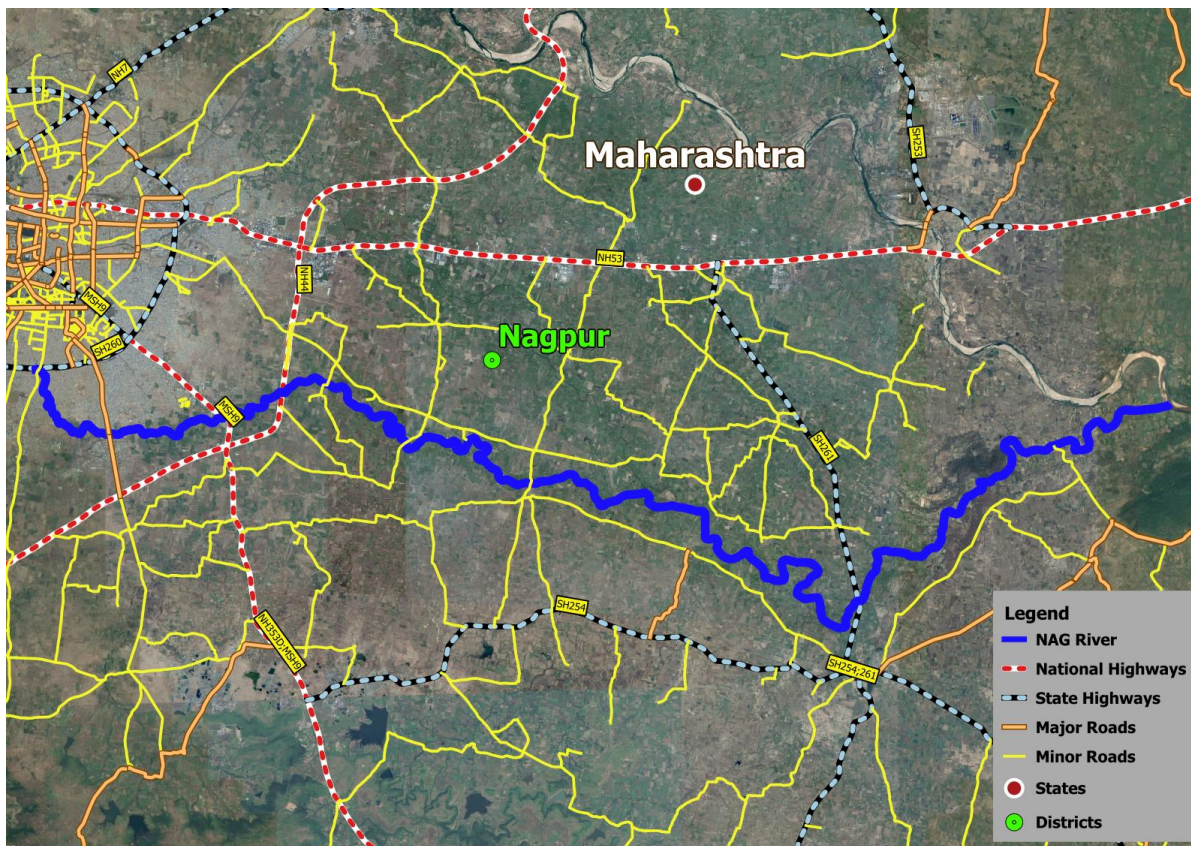 NH7
SH253
Maharashtra
NH53
NH44
MSH9
SH260
Nagpur
MSH9
SH261
SH254
NH353D;MSH9
SH254;261
Legend
NAG River
National Highways
State Highways
Major Roads
Minor Roads
States
Districts